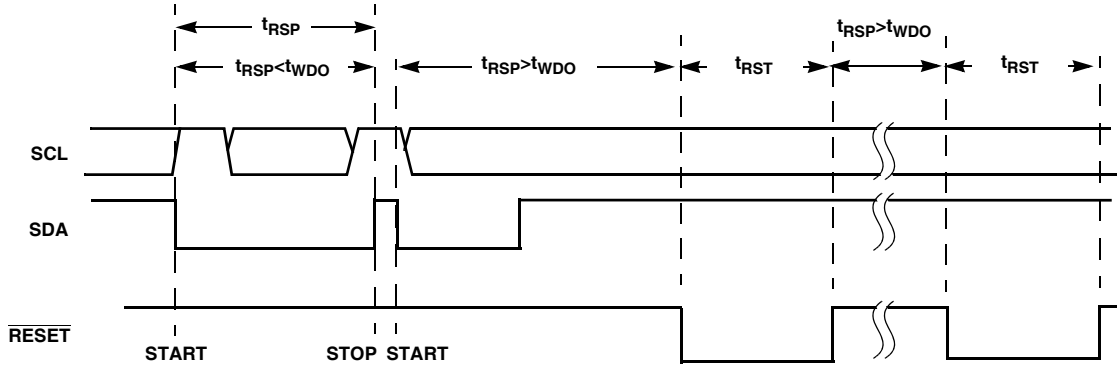 tRSP
tRSP<tWDO
tRSP>tWDO
tRST
tRSP>tWDO
tRST
SCL
SDA
RESET
START
STOP
START